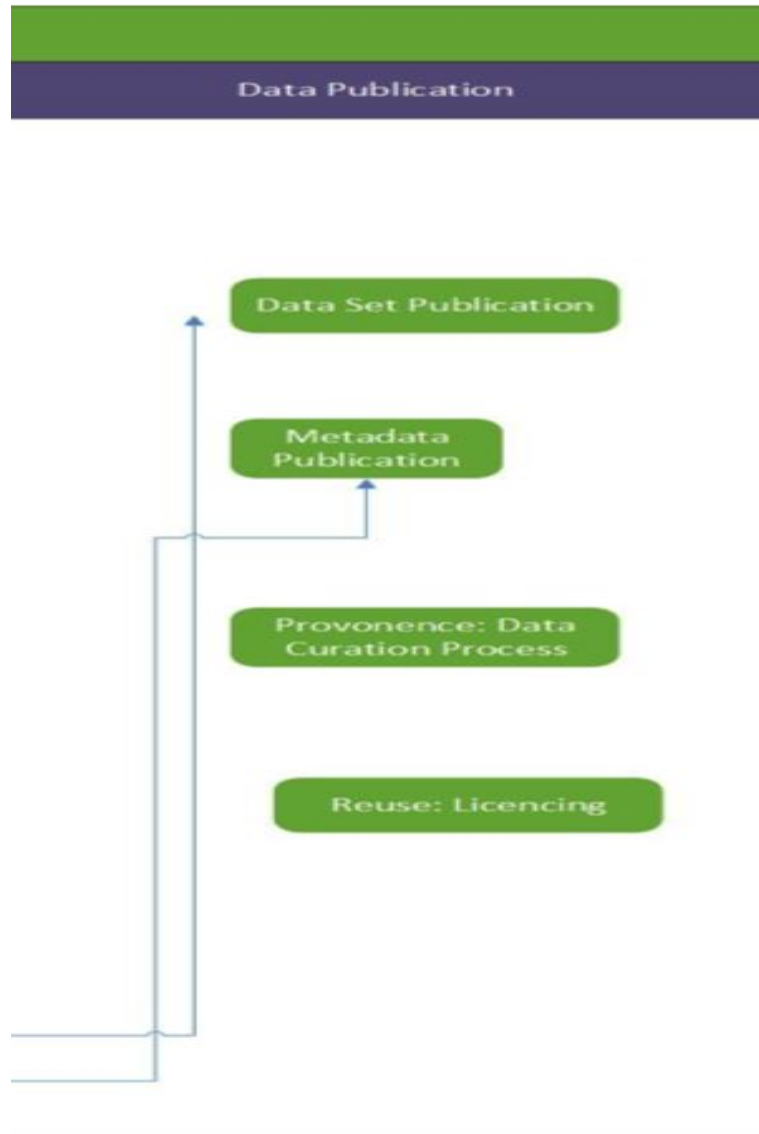 Data Publication
Data Set Publication
Metadata
Publication
Provonence: Data
Curation Process
Reuse: Licencing